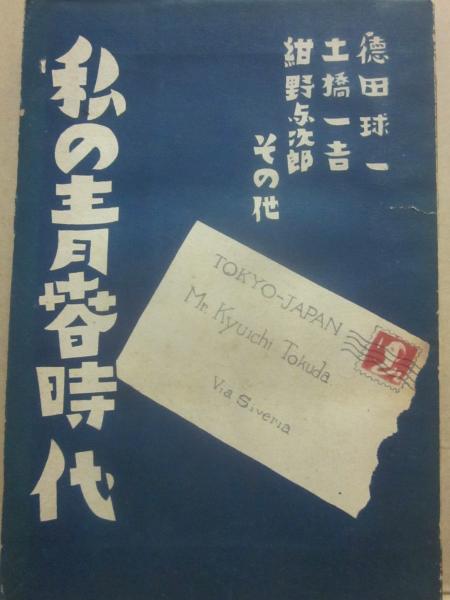 徳田球一
土橋一吉
紺野与次郎
その他
私の青春時代
TOKYO-JAPAN
Mr. Kyuichi Tokuda
Via Siveria